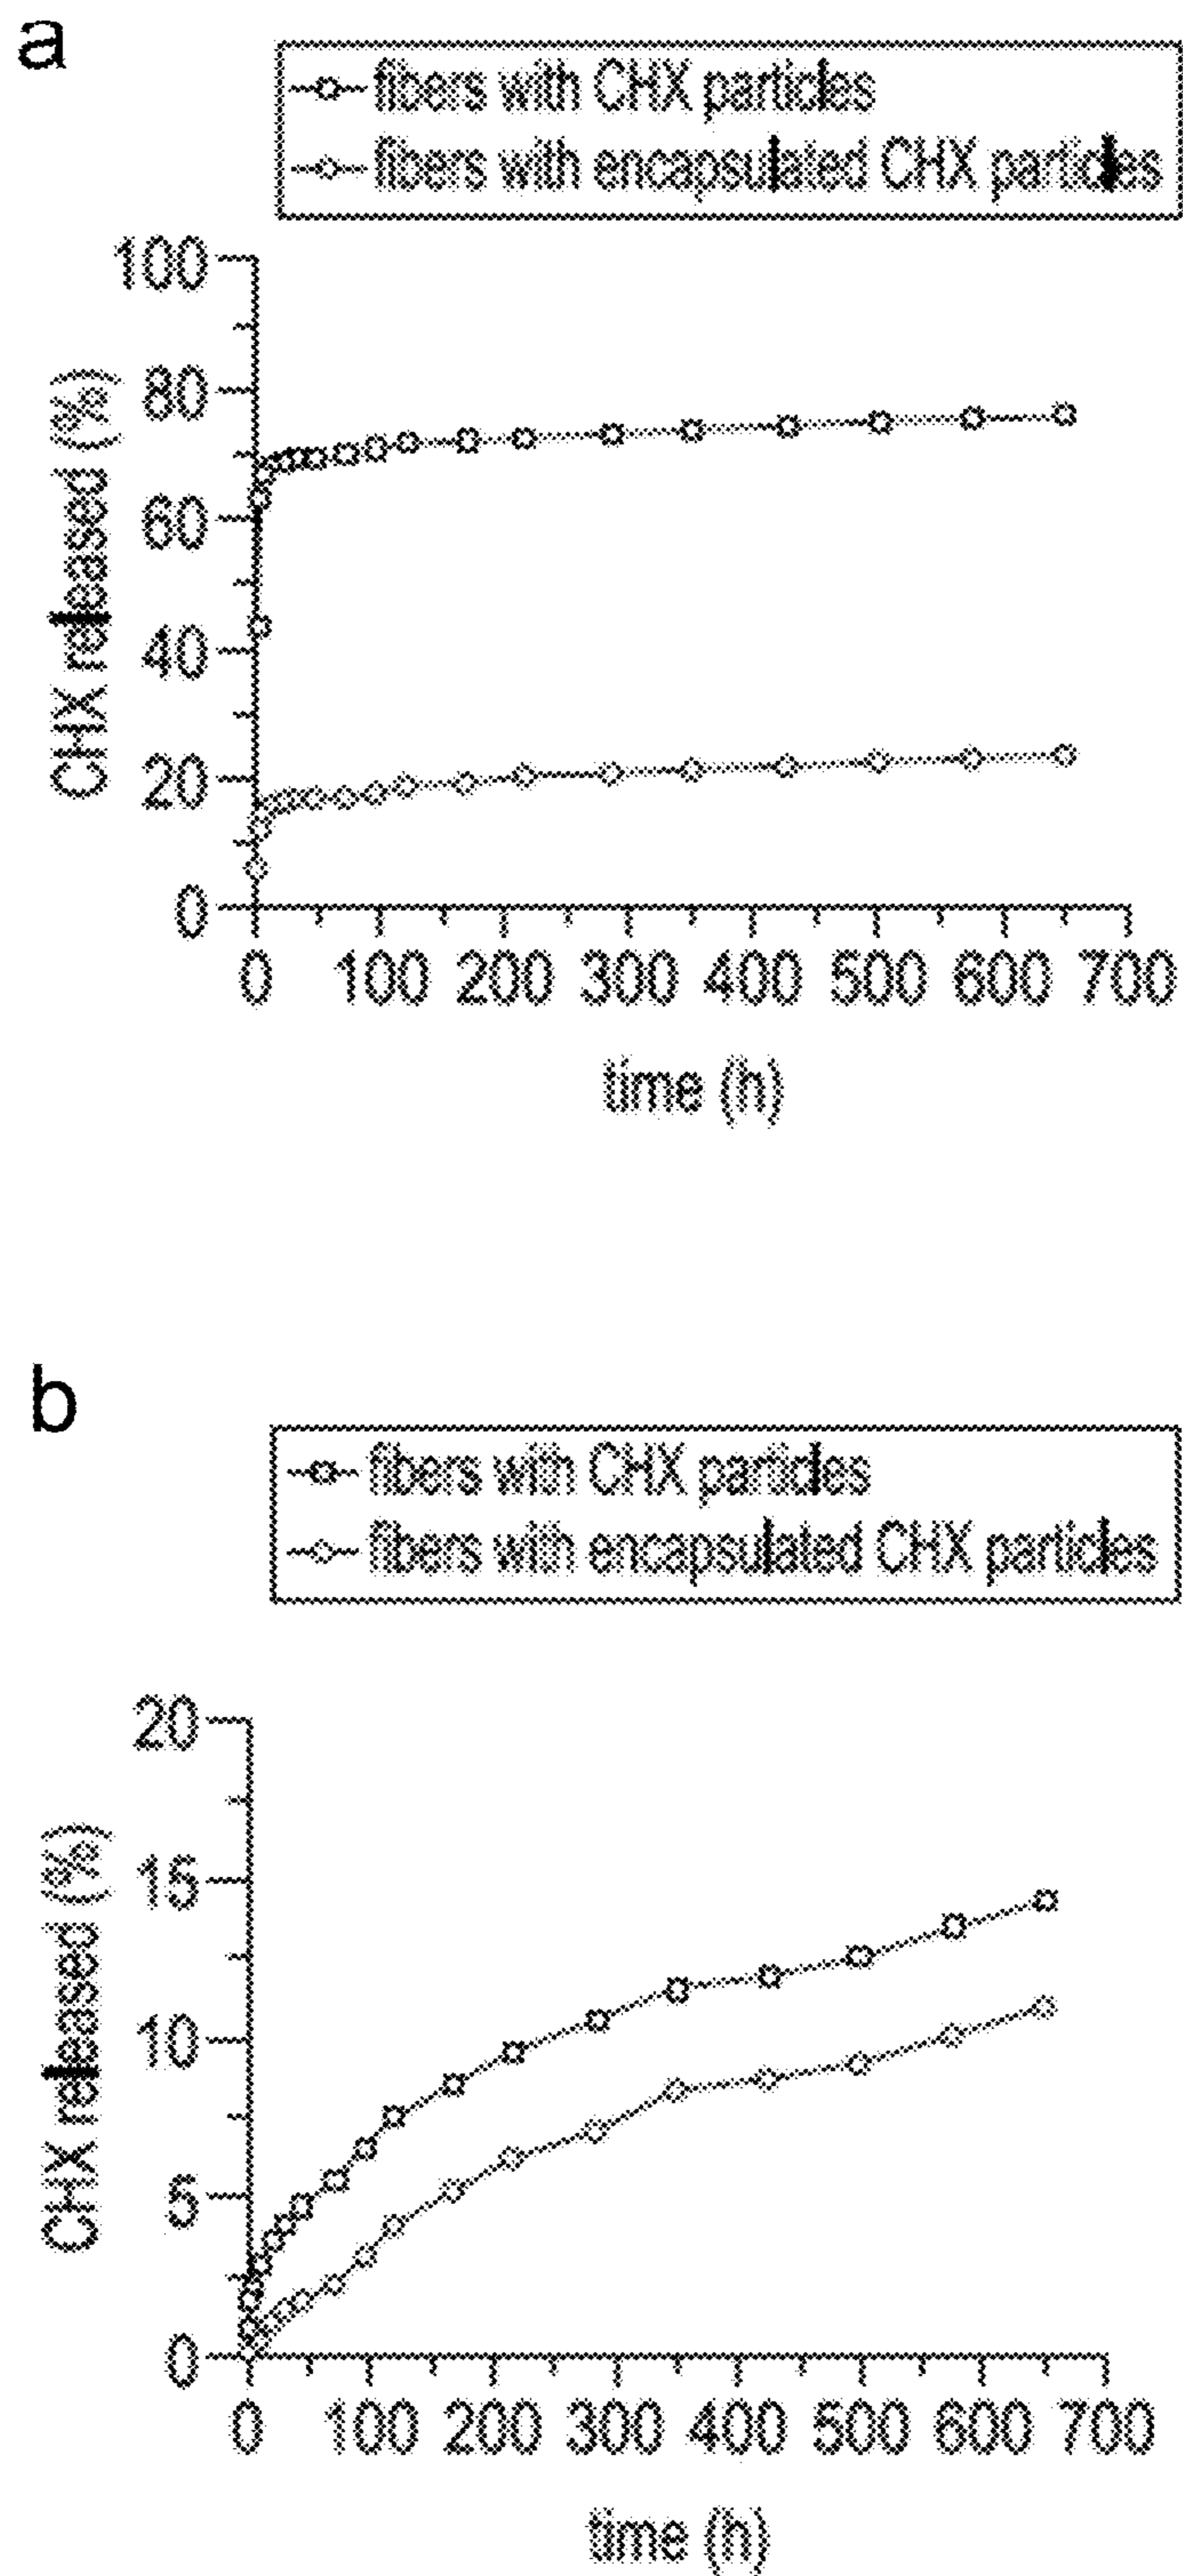 a
fibers with CHX particles
fibers with encapsulated CHX particles
100
80
60
40
20
0
CHX released (%)
0 100 200 300 400 500 600 700
time (h)
b
fibers with CHX particles
fibers with encapsulated CHX particles
20
15
10
5
0
CHX released (%)
0 100 200 300 400 500 600 700
time (h)